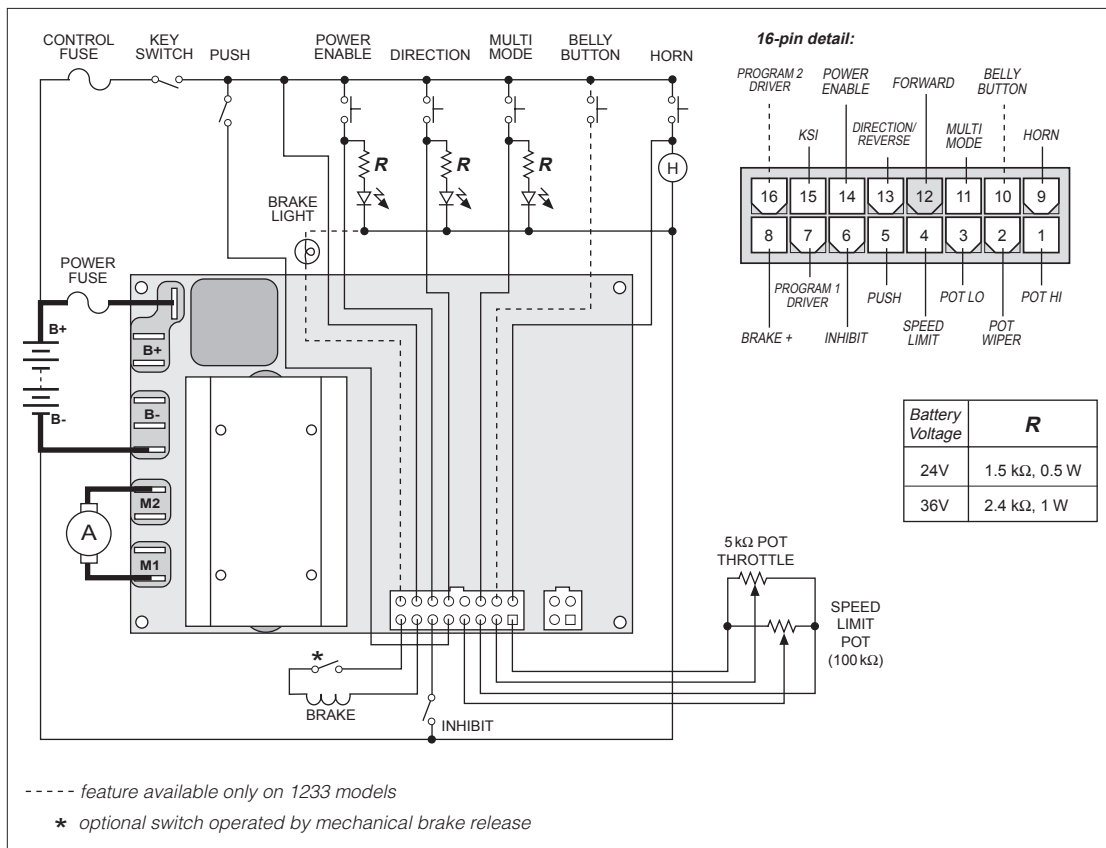 CONTROL
FUSE
KEY
SWITCH
PUSH
POWER
ENABLE
DIRECTION
MULTI
MODE
BELLY
BUTTON
HORN
R
R
R
H
BRAKE
LIGHT
POWER
FUSE
B+
B+
B-
B-
M2
A
M1
*
BRAKE
INHIBIT
5 kΩ POT
THROTTLE
SPEED
LIMIT
POT
(100 kΩ)
16-pin detail:
PROGRAM 2
DRIVER
POWER
ENABLE
FORWARD
BELLY
BUTTON
KSI
DIRECTION/
REVERSE
MULTI
MODE
HORN
16 15 14 13 12 11 10 9
8 7 6 5 4 3 2 1
PROGRAM 1
DRIVER
PUSH
POT LO
POT HI
BRAKE +
INHIBIT
SPEED
LIMIT
POT
WIPER
Battery
Voltage
R
24V 1.5 kΩ, 0.5 W
36V 2.4 kΩ, 1 W
----- feature available only on 1233 models
* optional switch operated by mechanical brake release